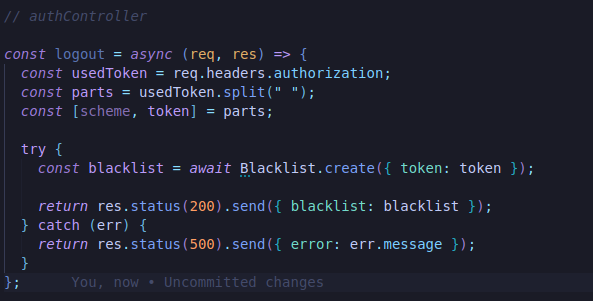 // authController
const logout = async (req, res) => {
const usedToken = req.headers.authorization;
const parts = usedToken.split(" ");
const [scheme, token] = parts;
try {
const blacklist = await Blacklist.create({ token: token });
return res.status(200).send({ blacklist: blacklist });
} catch (err) {
return res.status(500).send({ error: err.message });
}
};      You, now • Uncommitted changes